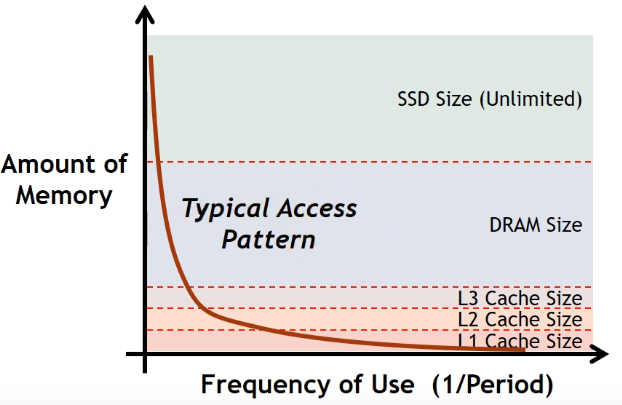 SSD Size (Unlimited)
Amount of
Memory
Typical Access
Pattern
DRAM Size
L3 Cache Size
L2 Cache Size
L1 Cache Size
Frequency of Use (1/Period)